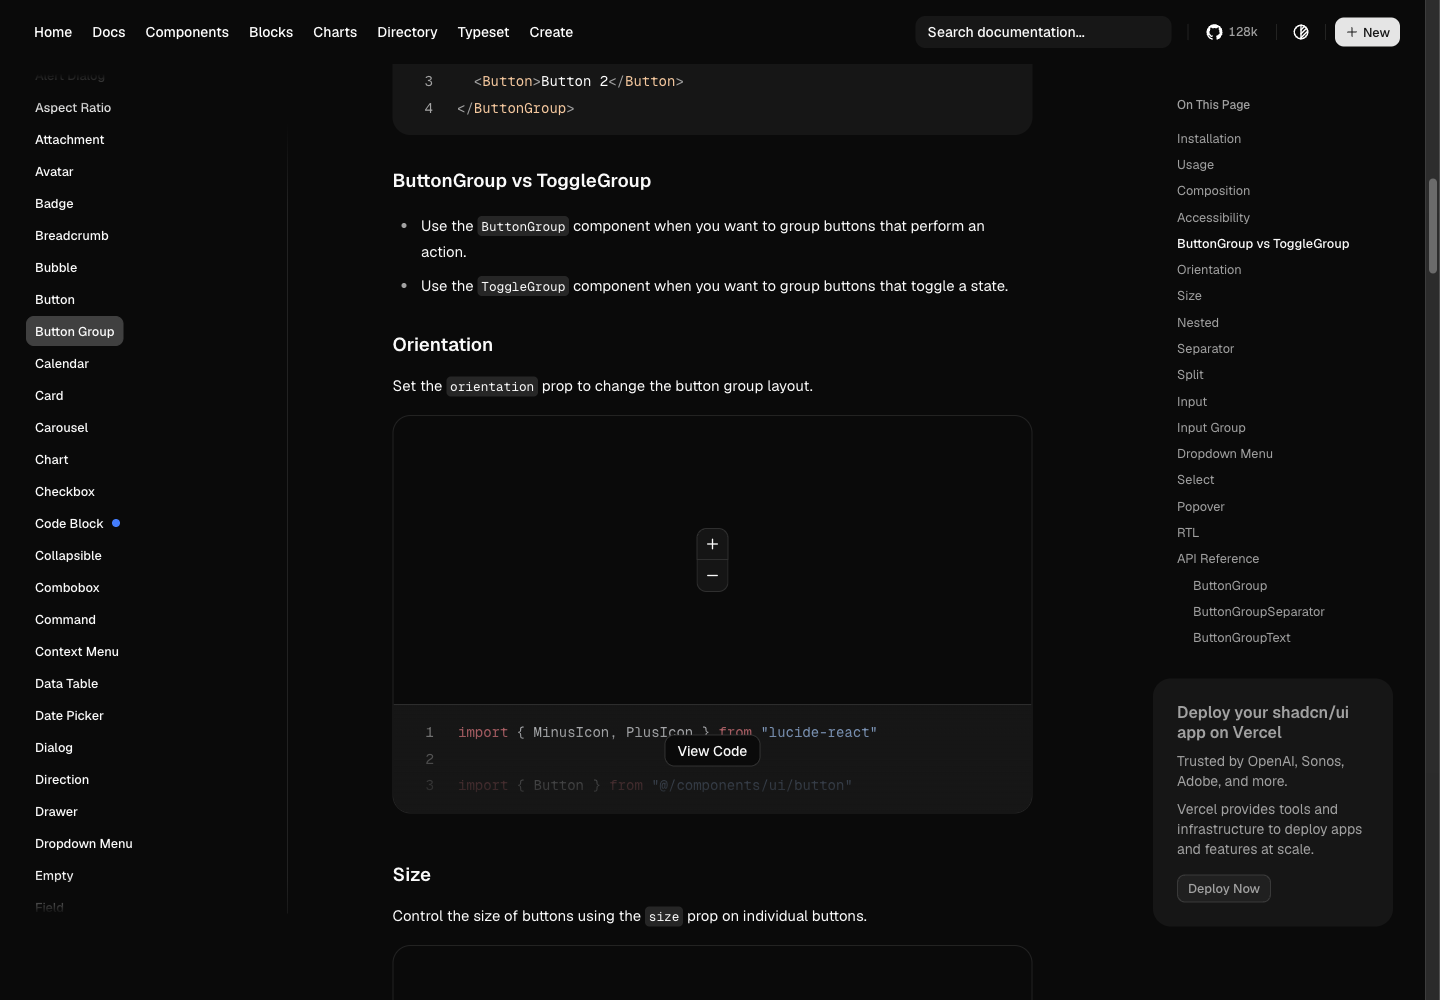 Home Docs Components Blocks Charts Directory Typeset Create
Search documentation...
128k
New
Alert Dialog
Aspect Ratio
Attachment
Avatar
Badge
Breadcrumb
Bubble
Button
Button Group
Calendar
Card
Carousel
Chart
Checkbox
Code Block
Collapsible
Combobox
Command
Context Menu
Data Table
Date Picker
Dialog
Direction
Drawer
Dropdown Menu
Empty
Field
3 <Button>Button 2</Button>
4 </ButtonGroup>
ButtonGroup vs ToggleGroup
• Use the ButtonGroup component when you want to group buttons that perform an
action.
• Use the ToggleGroup component when you want to group buttons that toggle a state.
Orientation
Set the orientation prop to change the button group layout.
1 import { MinusIcon, PlusIcon } from "lucide-react"
2
View Code
3 import { Button } from "@/components/ui/button"
Size
Control the size of buttons using the size prop on individual buttons.
On This Page
Installation
Usage
Composition
Accessibility
ButtonGroup vs ToggleGroup
Orientation
Size
Nested
Separator
Split
Input
Input Group
Dropdown Menu
Select
Popover
RTL
API Reference
ButtonGroup
ButtonGroupSeparator
ButtonGroupText
Deploy your shadcn/ui
app on Vercel
Trusted by OpenAI, Sonos,
Adobe, and more.
Vercel provides tools and
infrastructure to deploy apps
and features at scale.
Deploy Now